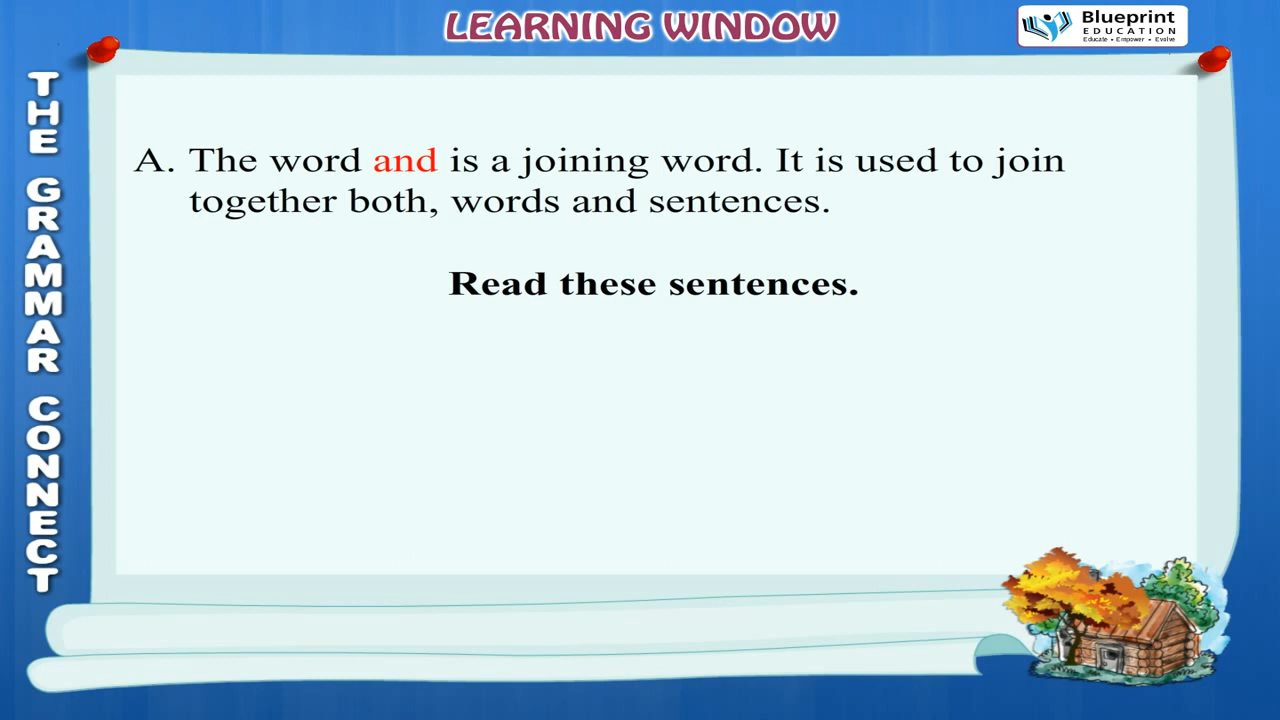 LEARNING WINDOW
Blueprint
EDUCATION
Educate • Empower • Evolve
THE GRAMMAR CONNECT
A. The word and is a joining word. It is used to join
together both, words and sentences.
Read these sentences.